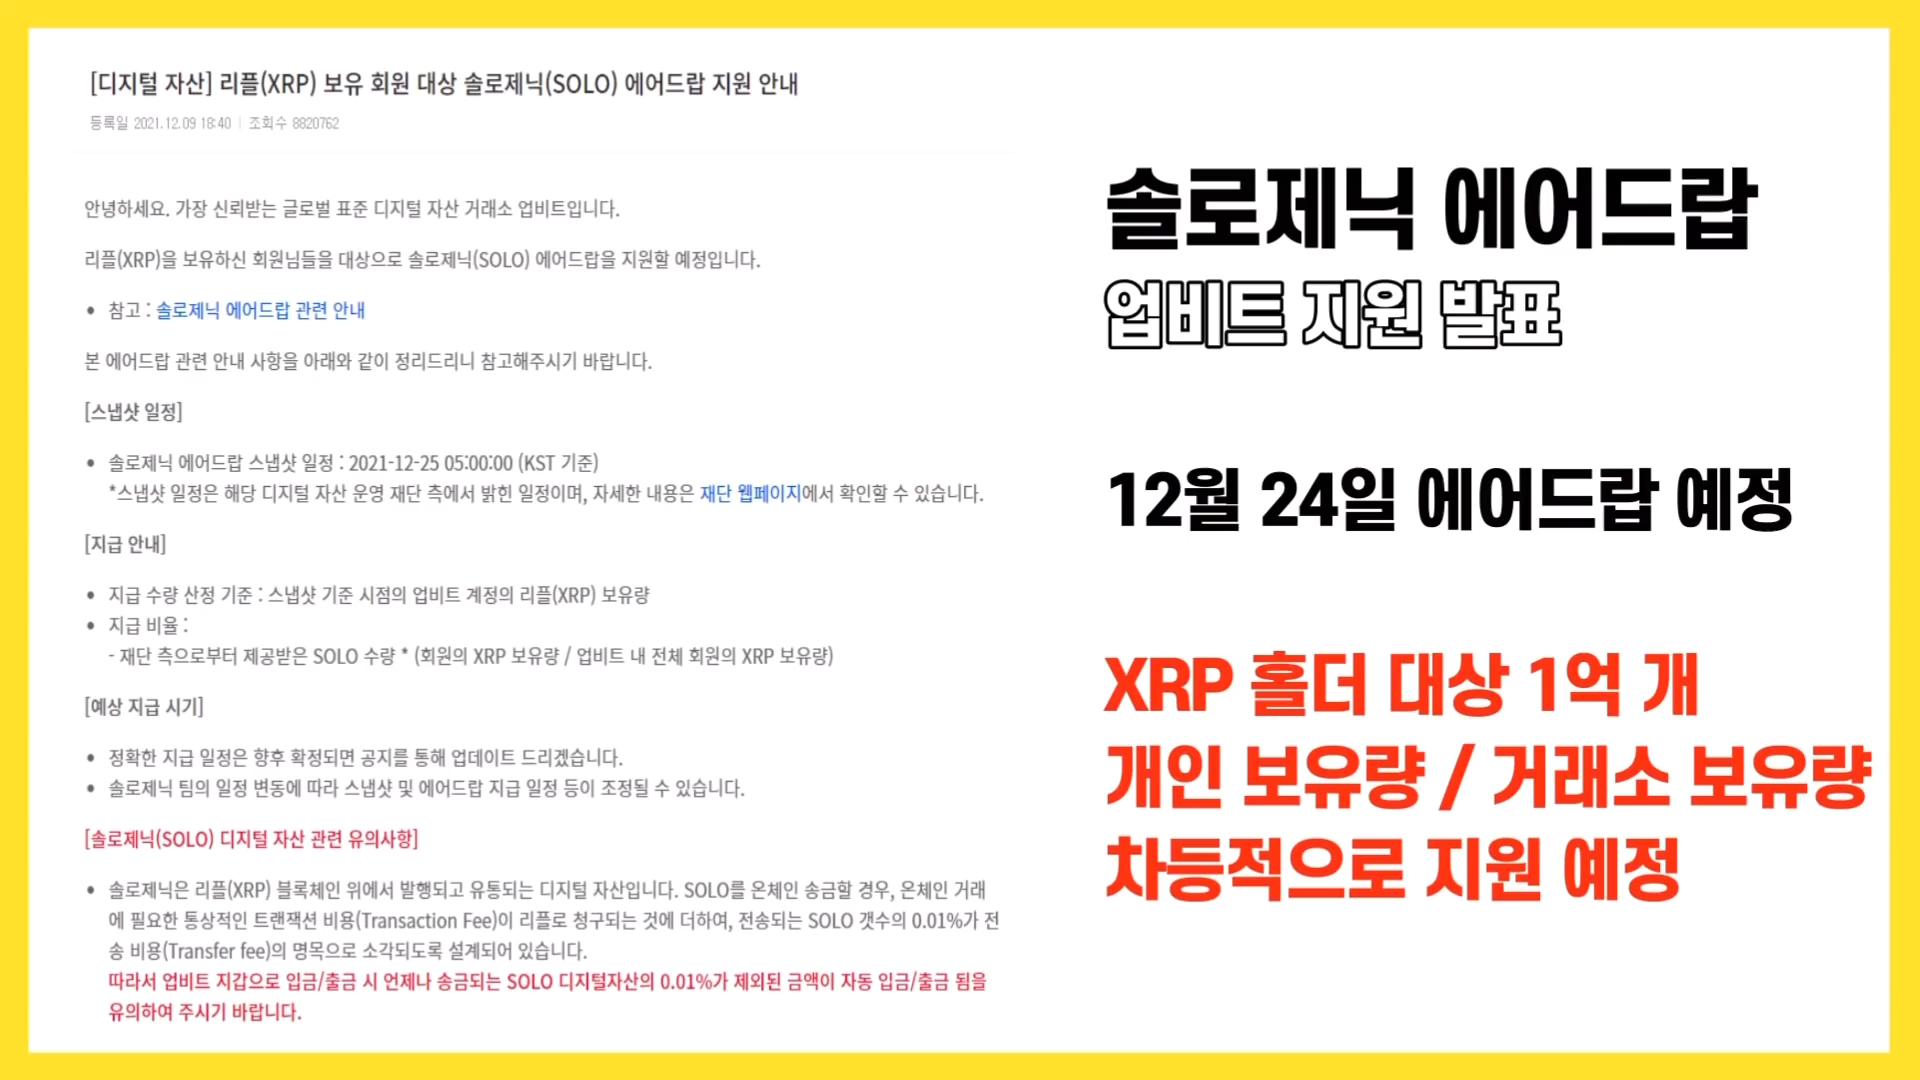 [디지털 자산] 리플(XRP) 보유 회원 대상 솔로제닉(SOLO) 에어드랍 지원 안내
등록일 2021.12.09 18:40 | 조회수 8820762
안녕하세요. 가장 신뢰받는 글로벌 표준 디지털 자산 거래소 업비트입니다.
리플(XRP)을 보유하신 회원님들을 대상으로 솔로제닉(SOLO) 에어드랍을 지원할 예정입니다.
• 참고 : 솔로제닉 에어드랍 관련 안내
본 에어드랍 관련 안내 사항을 아래와 같이 정리드리니 참고해주시기 바랍니다.
[스냅샷 일정]
• 솔로제닉 에어드랍 스냅샷 일정 : 2021-12-25 05:00:00 (KST 기준)
*스냅샷 일정은 해당 디지털 자산 운영 재단 측에서 밝힌 일정이며, 자세한 내용은 재단 웹페이지에서 확인할 수 있습니다.
[지급 안내]
• 지급 수량 산정 기준 : 스냅샷 기준 시점의 업비트 계정의 리플(XRP) 보유량
• 지급 비율 :
- 재단 측으로부터 제공받은 SOLO 수량 * (회원의 XRP 보유량 / 업비트 내 전체 회원의 XRP 보유량)
[예상 지급 시기]
• 정확한 지급 일정은 향후 확정되면 공지를 통해 업데이트 드리겠습니다.
• 솔로제닉 팀의 일정 변동에 따라 스냅샷 및 에어드랍 지급 일정 등이 조정될 수 있습니다.
[솔로제닉(SOLO) 디지털 자산 관련 유의사항]
• 솔로제닉은 리플(XRP) 블록체인 위에서 발행되고 유통되는 디지털 자산입니다. SOLO를 온체인 송금할 경우, 온체인 거래
에 필요한 통상적인 트랜잭션 비용(Transaction Fee)이 리플로 청구되는 것에 더하여, 전송되는 SOLO 갯수의 0.01%가 전
송 비용(Transfer fee)의 명목으로 소각되도록 설계되어 있습니다.
따라서 업비트 지갑으로 입금/출금 시 언제나 송금되는 SOLO 디지털자산의 0.01%가 제외된 금액이 자동 입금/출금 됨을
유의하여 주시기 바랍니다.
솔로제닉 에어드랍
업비트 지원 발표
12월 24일 에어드랍 예정
XRP 홀더 대상 1억 개
개인 보유량 / 거래소 보유량
차등적으로 지원 예정